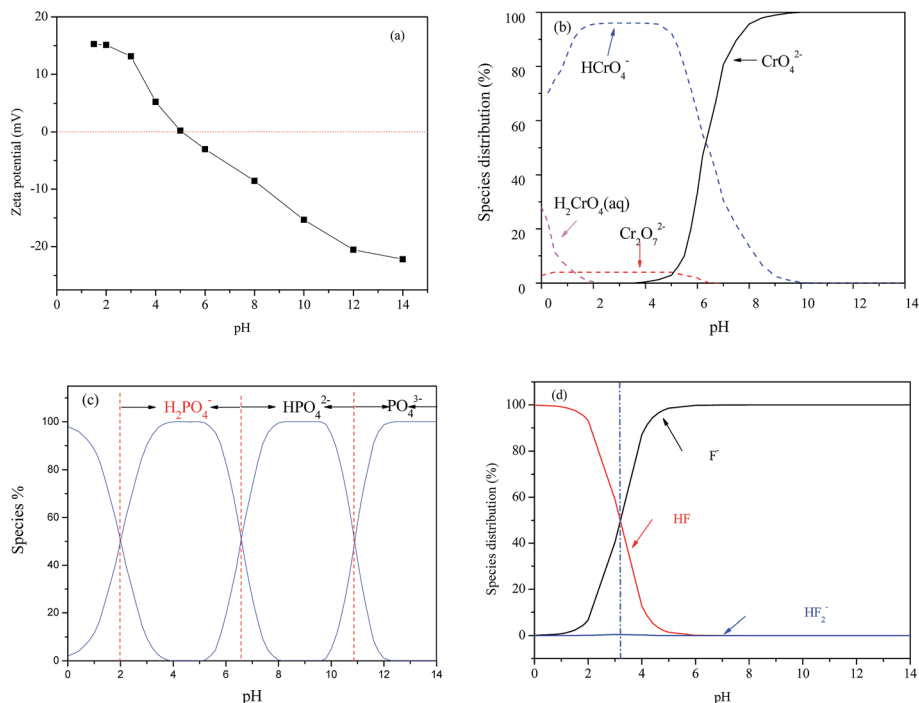 (a)
Zeta potential (mV)
20
10
0
-10
-20
0 2 4 6 8 10 12 14
pH
(b)
Species distribution (%)
100
80
60
40
20
0
HCrO₄⁻
CrO₄²⁻
H₂CrO₄(aq)
Cr₂O₇²⁻
0 2 4 6 8 10 12 14
pH
(c)
H₂PO₄⁻ HPO₄²⁻ PO₄³⁻
Species %
100
80
60
40
20
0
0 2 4 6 8 10 12 14
pH
(d)
Species distribution (%)
100
80
60
40
20
0
F⁻
HF
HF₂⁻
0 2 4 6 8 10 12 14
pH